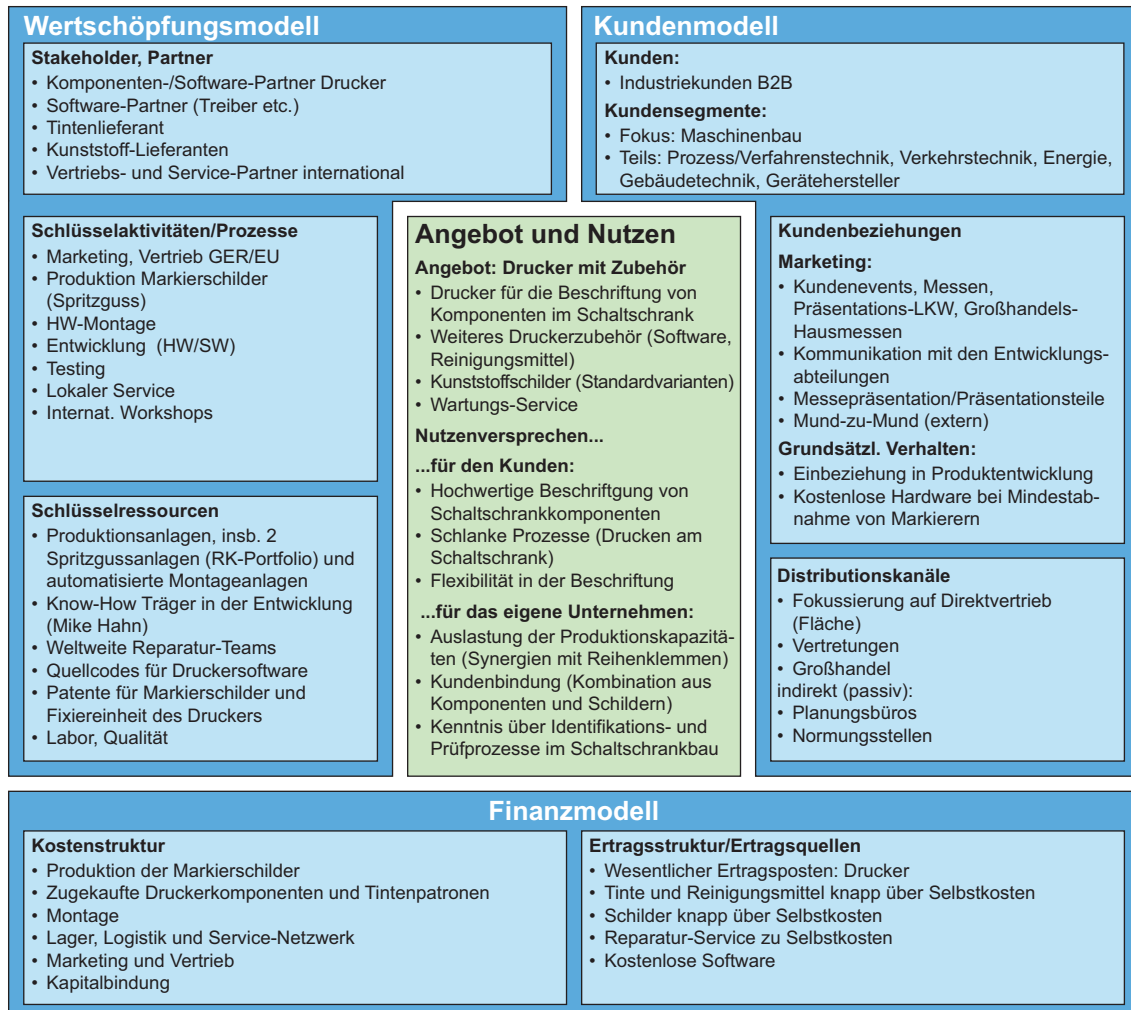 Wertschöpfungsmodell
Stakeholder, Partner
• Komponenten-/Software-Partner Drucker
• Software-Partner (Treiber etc.)
• Tintenlieferant
• Kunststoff-Lieferanten
• Vertriebs- und Service-Partner international
Kundenmodell
Kunden:
• Industriekunden B2B
Kundensegmente:
• Fokus: Maschinenbau
• Teils: Prozess/Verfahrenstechnik, Verkehrstechnik, Energie,
Gebäudetechnik, Gerätehersteller
Schlüsselaktivitäten/Prozesse
• Marketing, Vertrieb GER/EU
• Produktion Markierschilder
(Spritzguss)
• HW-Montage
• Entwicklung (HW/SW)
• Testing
• Lokaler Service
• Internat. Workshops
Schlüsselressourcen
• Produktionsanlagen, insb. 2
Spritzgussanlagen (RK-Portfolio) und
automatisierte Montageanlagen
• Know-How Träger in der Entwicklung
(Mike Hahn)
• Weltweite Reparatur-Teams
• Quellcodes für Druckersoftware
• Patente für Markierschilder und
Fixiereinheit des Druckers
• Labor, Qualität
Angebot und Nutzen
Angebot: Drucker mit Zubehör
• Drucker für die Beschriftung von
Komponenten im Schaltschrank
• Weiteres Druckerzubehör (Software,
Reinigungsmittel)
• Kunststoffschilder (Standardvarianten)
• Wartungs-Service
Nutzenversprechen...
...für den Kunden:
• Hochwertige Beschriftgung von
Schaltschrankkomponenten
• Schlanke Prozesse (Drucken am
Schaltschrank)
• Flexibilität in der Beschriftung
...für das eigene Unternehmen:
• Auslastung der Produktionskapazitä-
ten (Synergien mit Reihenklemmen)
• Kundenbindung (Kombination aus
Komponenten und Schildern)
• Kenntnis über Identifikations- und
Prüfprozesse im Schaltschrankbau
Kundenbeziehungen
Marketing:
• Kundenevents, Messen,
Präsentations-LKW, Großhandels-
Hausmessen
• Kommunikation mit den Entwicklungs-
abteilungen
• Messepräsentation/Präsentationsteile
• Mund-zu-Mund (extern)
Grundsätzl. Verhalten:
• Einbeziehung in Produktentwicklung
• Kostenlose Hardware bei Mindestab-
nahme von Markierern
Distributionskanäle
• Fokussierung auf Direktvertrieb
(Fläche)
• Vertretungen
• Großhandel
indirekt (passiv):
• Planungsbüros
• Normungsstellen
Finanzmodell
Kostenstruktur
• Produktion der Markierschilder
• Zugekaufte Druckerkomponenten und Tintenpatronen
• Montage
• Lager, Logistik und Service-Netzwerk
• Marketing und Vertrieb
• Kapitalbindung
Ertragsstruktur/Ertragsquellen
• Wesentlicher Ertragsposten: Drucker
• Tinte und Reinigungsmittel knapp über Selbstkosten
• Schilder knapp über Selbstkosten
• Reparatur-Service zu Selbstkosten
• Kostenlose Software